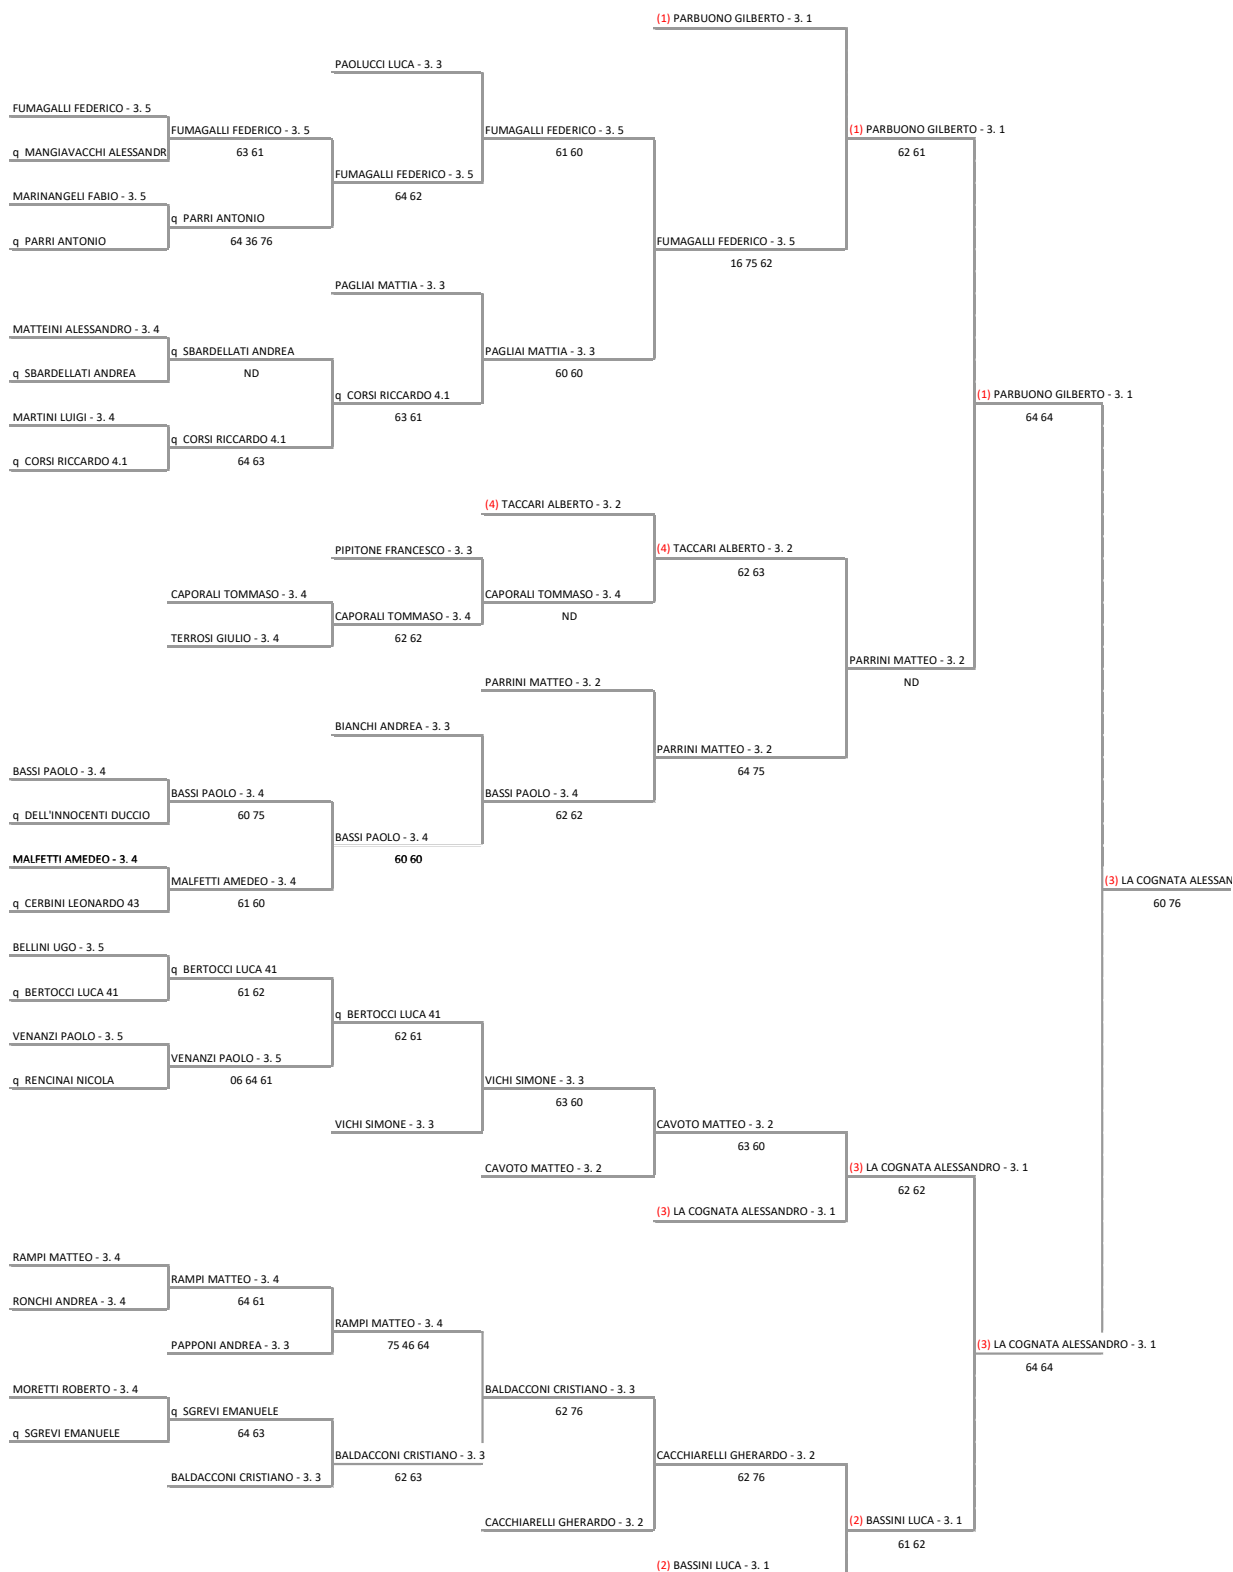 (1) PARBUONO GILBERTO - 3. 1
PAOLUCCI LUCA - 3. 3
FUMAGALLI FEDERICO - 3. 5
FUMAGALLI FEDERICO - 3. 5
FUMAGALLI FEDERICO - 3. 5
(1) PARBUONO GILBERTO - 3. 1
q MANGIAVACCHI ALESSANDR
63 61
61 60
62 61
FUMAGALLI FEDERICO - 3. 5
64 62
MARINANGELI FABIO - 3. 5
q PARRI ANTONIO
q PARRI ANTONIO
64 36 76
FUMAGALLI FEDERICO - 3. 5
16 75 62
PAGLIAI MATTIA - 3. 3
MATTEINI ALESSANDRO - 3. 4
q SBARDELLATI ANDREA
PAGLIAI MATTIA - 3. 3
q SBARDELLATI ANDREA
ND
60 60
q CORSI RICCARDO 4.1
(1) PARBUONO GILBERTO - 3. 1
63 61
64 64
MARTINI LUIGI - 3. 4
q CORSI RICCARDO 4.1
q CORSI RICCARDO 4.1
64 63
(4) TACCARI ALBERTO - 3. 2
PIPITONE FRANCESCO - 3. 3
(4) TACCARI ALBERTO - 3. 2
62 63
CAPORALI TOMMASO - 3. 4
CAPORALI TOMMASO - 3. 4
CAPORALI TOMMASO - 3. 4
ND
TERROSI GIULIO - 3. 4
62 62
PARRINI MATTEO - 3. 2
ND
PARRINI MATTEO - 3. 2
BIANCHI ANDREA - 3. 3
PARRINI MATTEO - 3. 2
64 75
BASSI PAOLO - 3. 4
BASSI PAOLO - 3. 4
BASSI PAOLO - 3. 4
q DELL'INNOCENTI DUCCIO
60 75
62 62
BASSI PAOLO - 3. 4
60 60
MALFETTI AMEDEO - 3. 4
MALFETTI AMEDEO - 3. 4
(3) LA COGNATA ALESSAN
q CERBINI LEONARDO 43
61 60
60 76
BELLINI UGO - 3. 5
q BERTOCCI LUCA 41
q BERTOCCI LUCA 41
61 62
q BERTOCCI LUCA 41
62 61
VENANZI PAOLO - 3. 5
VENANZI PAOLO - 3. 5
q RENCINAI NICOLA
06 64 61
VICHI SIMONE - 3. 3
63 60
VICHI SIMONE - 3. 3
CAVOTO MATTEO - 3. 2
63 60
CAVOTO MATTEO - 3. 2
(3) LA COGNATA ALESSANDRO - 3. 1
62 62
(3) LA COGNATA ALESSANDRO - 3. 1
RAMPI MATTEO - 3. 4
RAMPI MATTEO - 3. 4
RONCHI ANDREA - 3. 4
64 61
RAMPI MATTEO - 3. 4
PAPPONI ANDREA - 3. 3
75 46 64
(3) LA COGNATA ALESSANDRO - 3. 1
64 64
MORETTI ROBERTO - 3. 4
BALDACCONI CRISTIANO - 3. 3
q SGREVI EMANUELE
62 76
q SGREVI EMANUELE
64 63
BALDACCONI CRISTIANO - 3. 3
CACCHIARELLI GHERARDO - 3. 2
BALDACCONI CRISTIANO - 3. 3
62 63
62 76
CACCHIARELLI GHERARDO - 3. 2
(2) BASSINI LUCA - 3. 1
61 62
(2) BASSINI LUCA - 3. 1